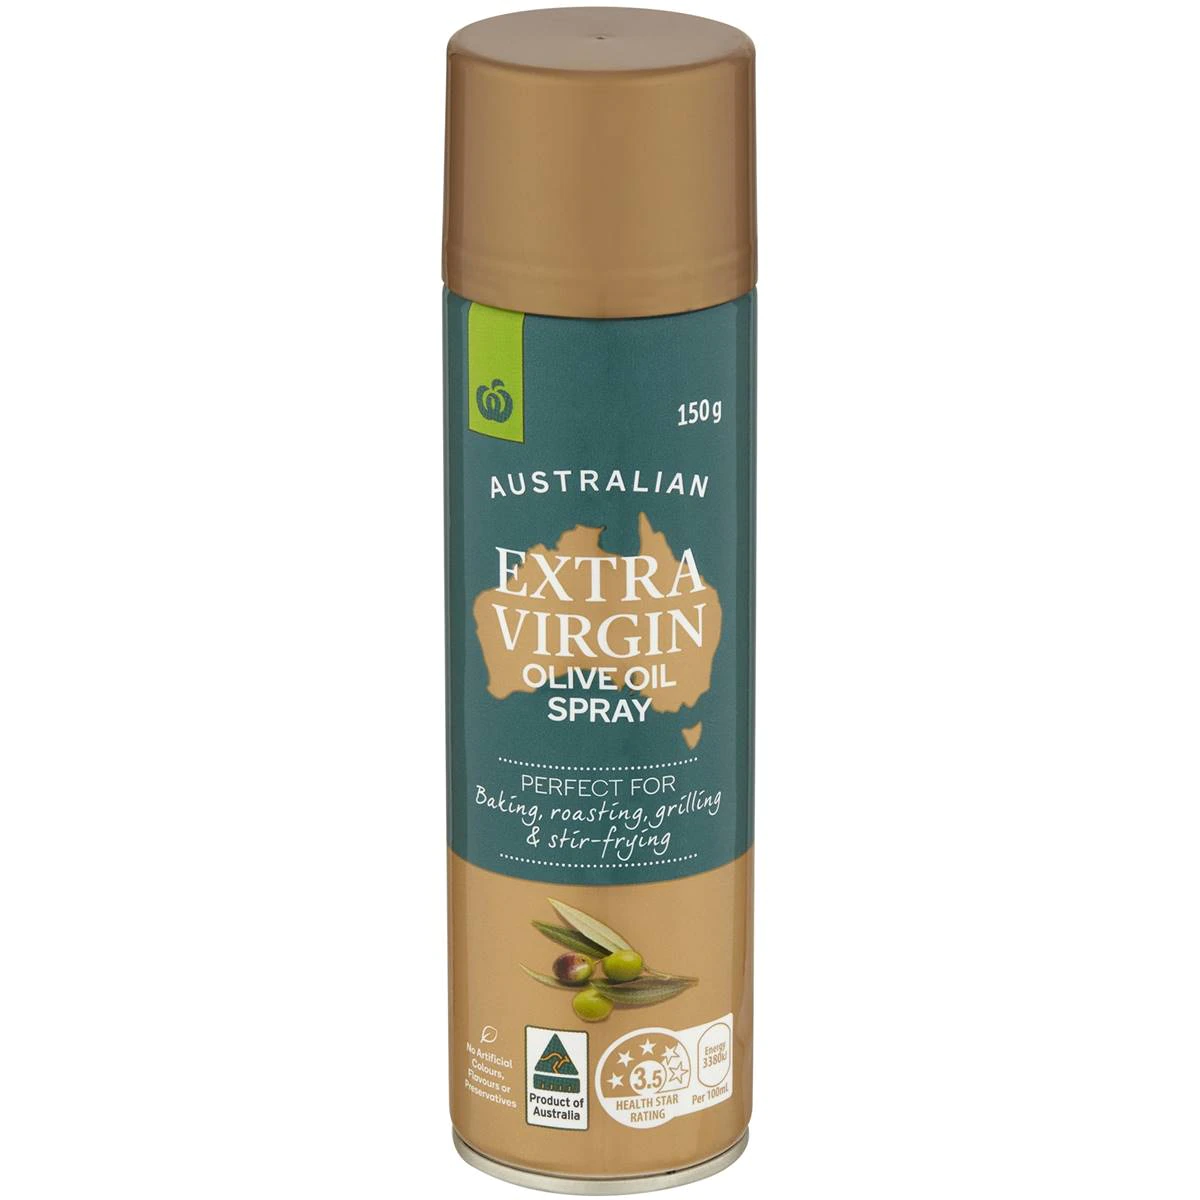 150g
AUSTRALIAN
EXTRA
VIRGIN
OLIVE OIL
SPRAY
PERFECT FOR
Baking, roasting, grilling
& stir-frying
No Artificial
Colours,
Flavours or
Preservatives
Product of
Australia
3.5
HEALTH STAR
RATING
Energy
3380kJ
Per 100mL